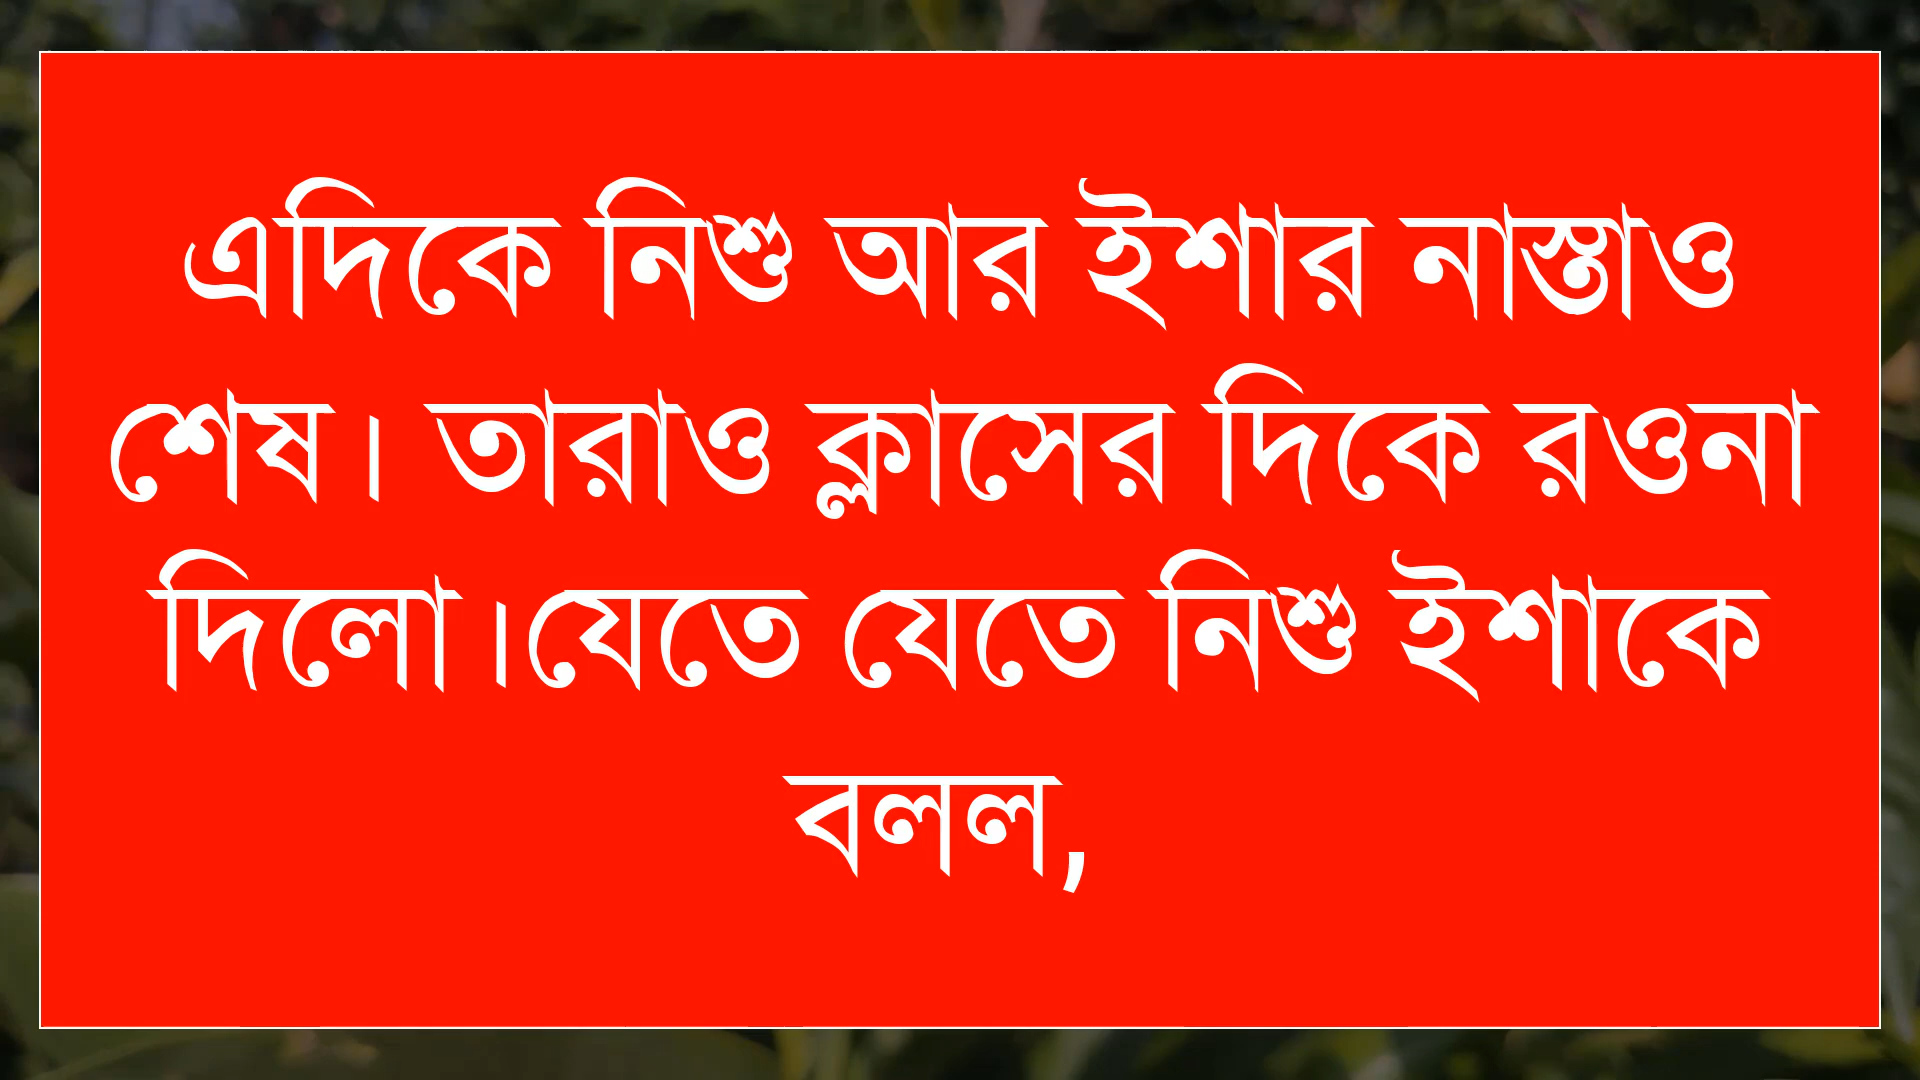 এদিকে নিশু আর ইশার নাস্তাও
শেষ। তারাও ক্লাসের দিকে রওনা
দিলো।যেতে যেতে নিশু ইশাকে
বলল,